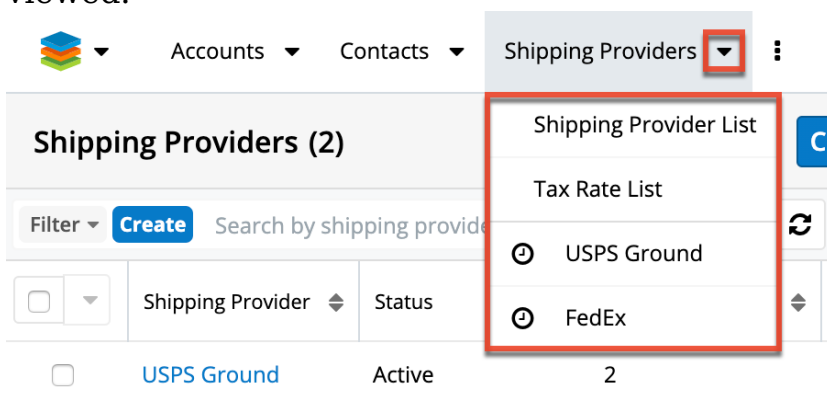 viewed.
Accounts Contacts Shipping Providers
Shipping Providers (2)
Shipping Provider List
Tax Rate List
Filter Create Search by shipping provide
USPS Ground
FedEx
Shipping Provider Status
USPS Ground Active 2